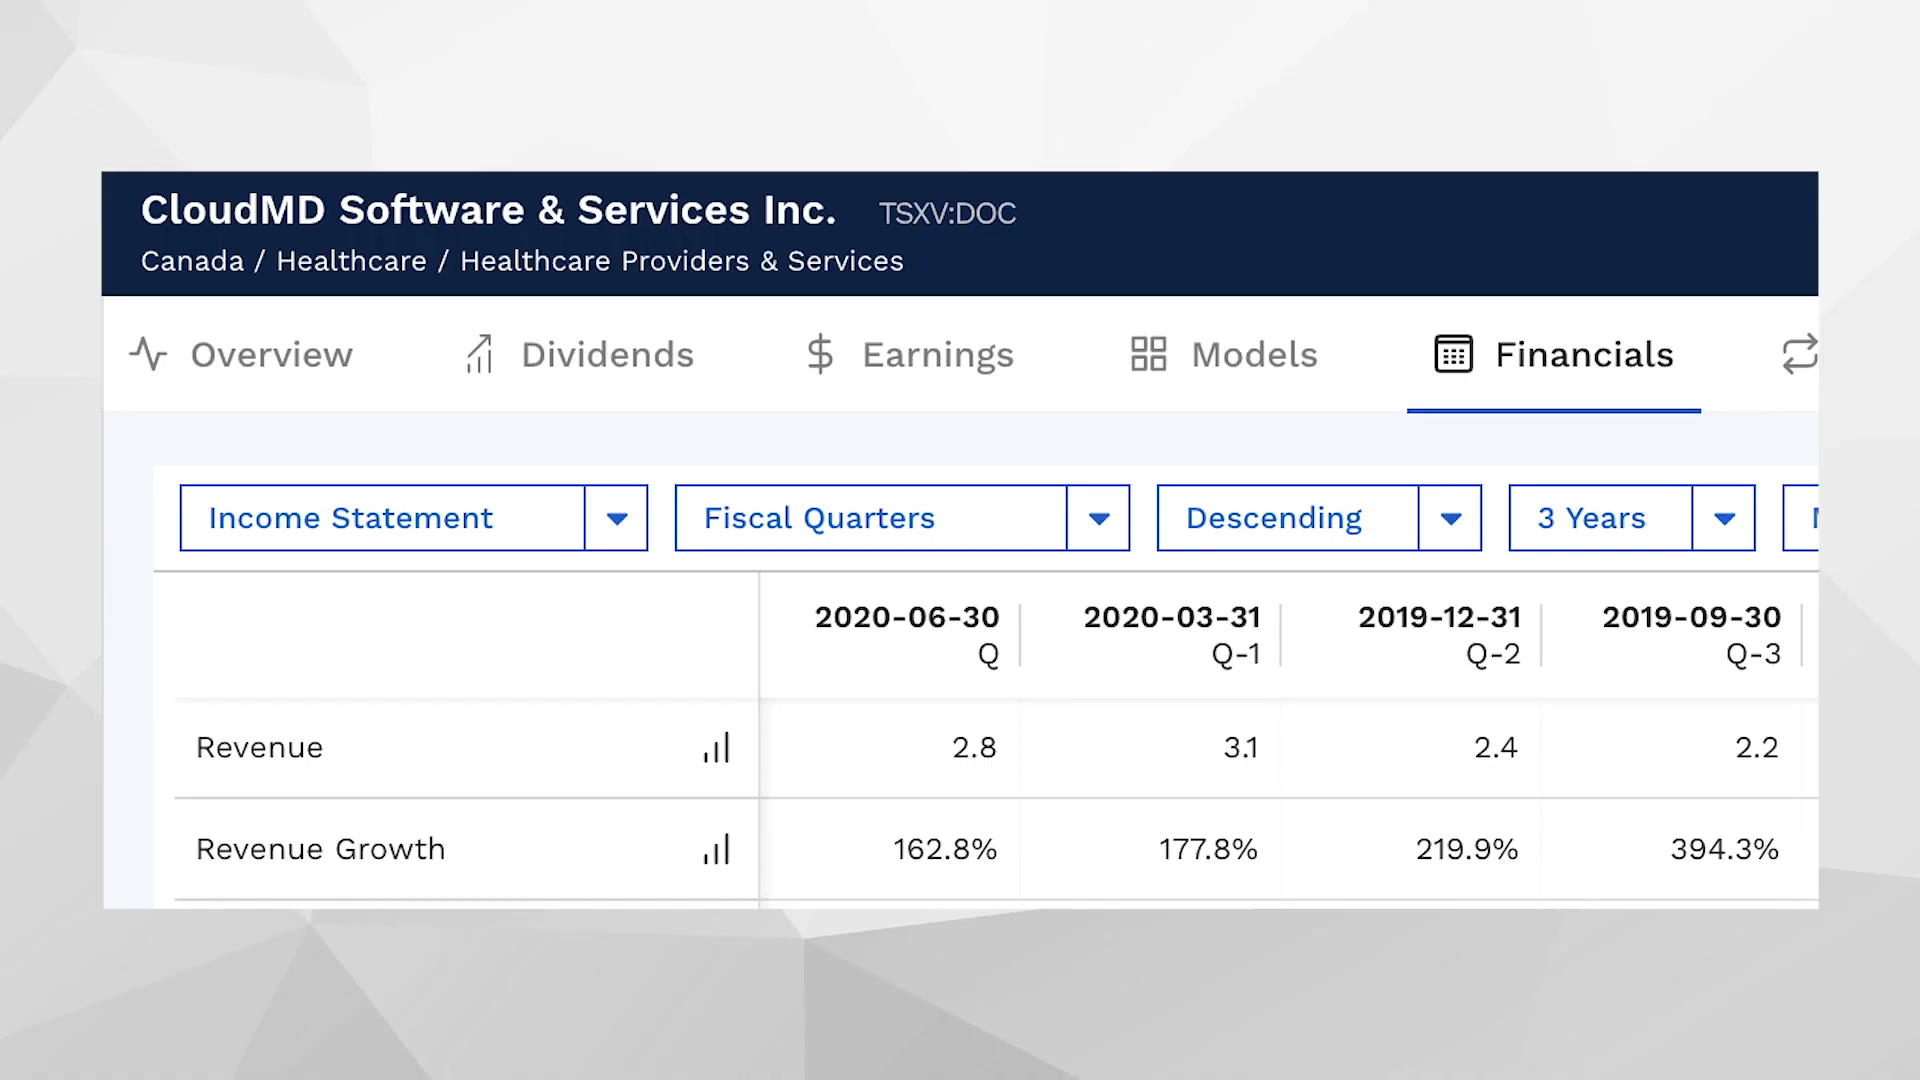 CloudMD Software & Services Inc. TSXV:DOC
Canada / Healthcare / Healthcare Providers & Services
Overview Dividends Earnings Models Financials
Income Statement Fiscal Quarters Descending 3 Years
2020-06-30 2020-03-31 2019-12-31 2019-09-30
Q Q-1 Q-2 Q-3
Revenue 2.8 3.1 2.4 2.2
Revenue Growth 162.8% 177.8% 219.9% 394.3%